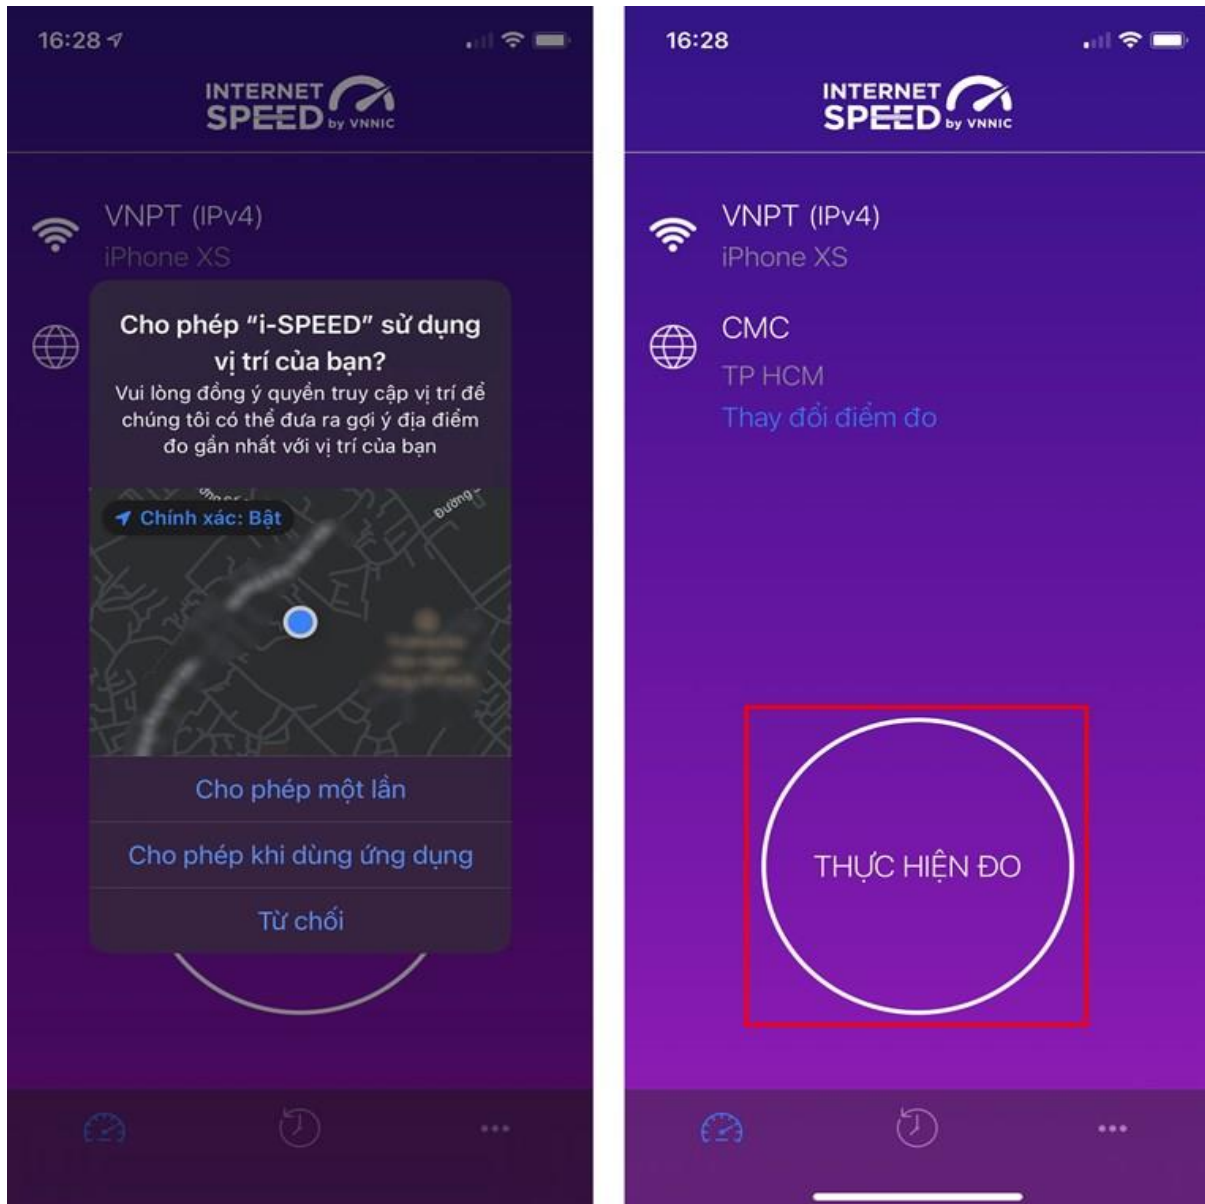 16:28
INTERNET
SPEED by VNNIC
VNPT (IPv4)
iPhone XS
Cho phép “i-SPEED” sử dụng
vị trí của bạn?
Vui lòng đồng ý quyền truy cập vị trí để
chúng tôi có thể đưa ra gợi ý địa điểm
đo gần nhất với vị trí của bạn
Chính xác: Bật
Đường
Cho phép một lần
Cho phép khi dùng ứng dụng
Từ chối
16:28
INTERNET
SPEED by VNNIC
VNPT (IPv4)
iPhone XS
CMC
TP HCM
Thay đổi điểm đo
THỰC HIỆN ĐO